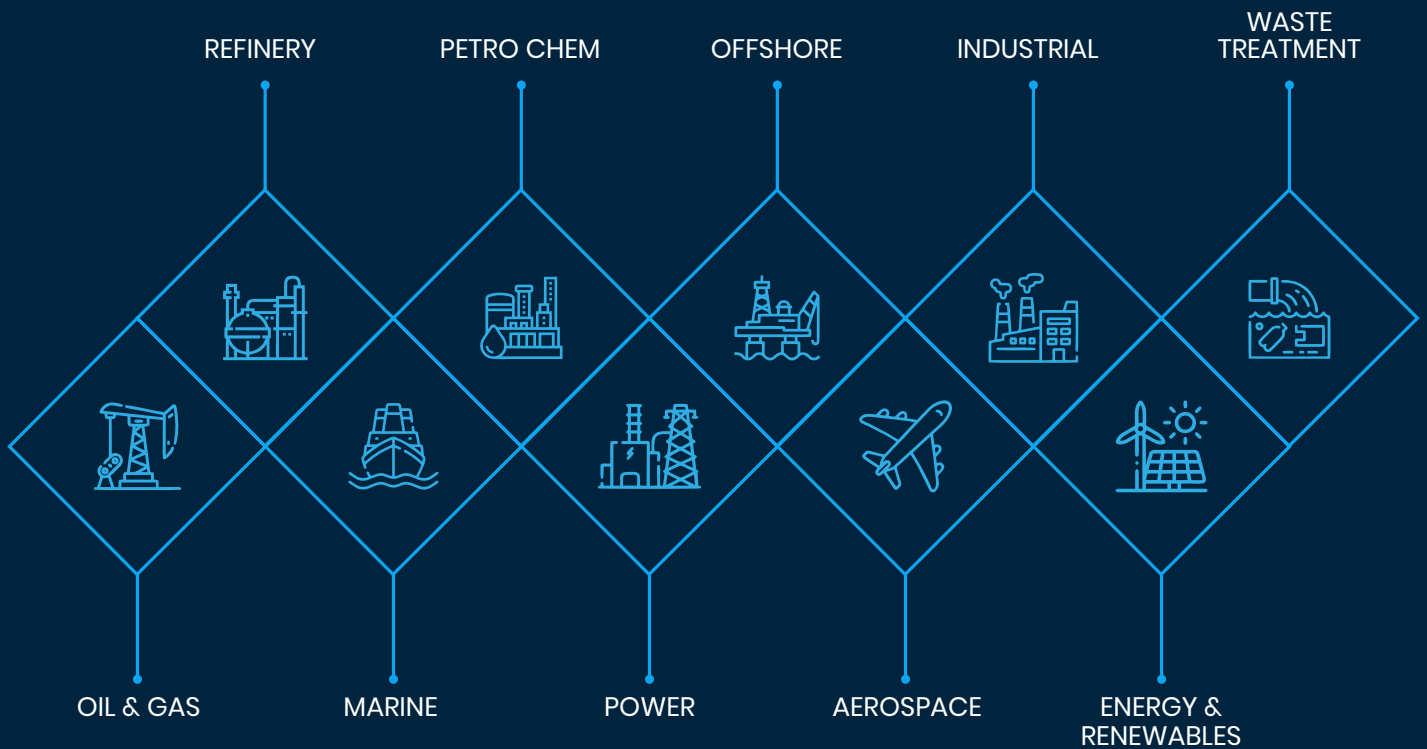 REFINERY
PETRO CHEM
OFFSHORE
INDUSTRIAL
WASTE
TREATMENT
OIL & GAS
MARINE
POWER
AEROSPACE
ENERGY &
RENEWABLES